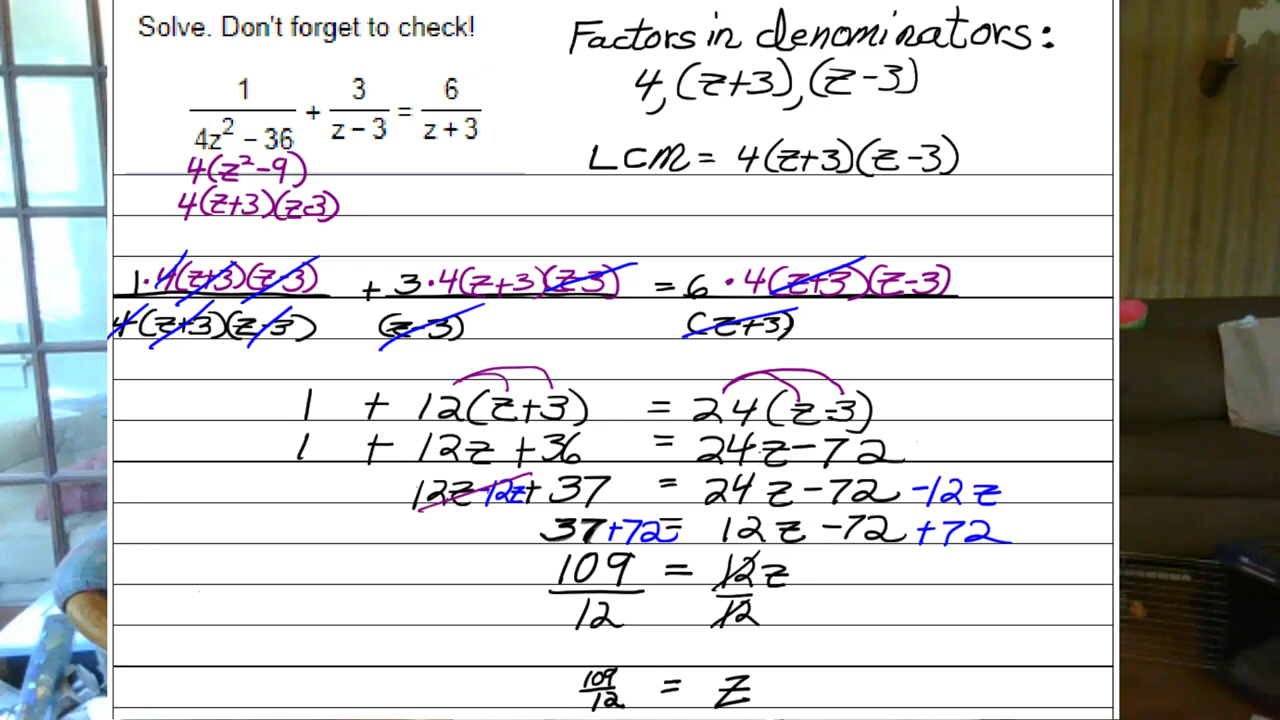 Solve. Don't forget to check!
1/(4z² − 36) + 3/(z − 3) = 6/(z + 3)
4(z²-9)
4(z+3)(z-3)
Factors in denominators:
4, (z+3), (z-3)
LCM = 4(z+3)(z-3)
1·4(z+3)(z-3) + 3·4(z+3)(z-3) = 6·4(z+3)(z-3)
4(z+3)(z-3) (z-3) (z+3)
1 + 12(z+3) = 24(z-3)
1 + 12z + 36 = 24z - 72
12z -12z + 37 = 24z - 72 -12z
37 +72 = 12z - 72 +72
109 = 12z
12 12
109/12 = z